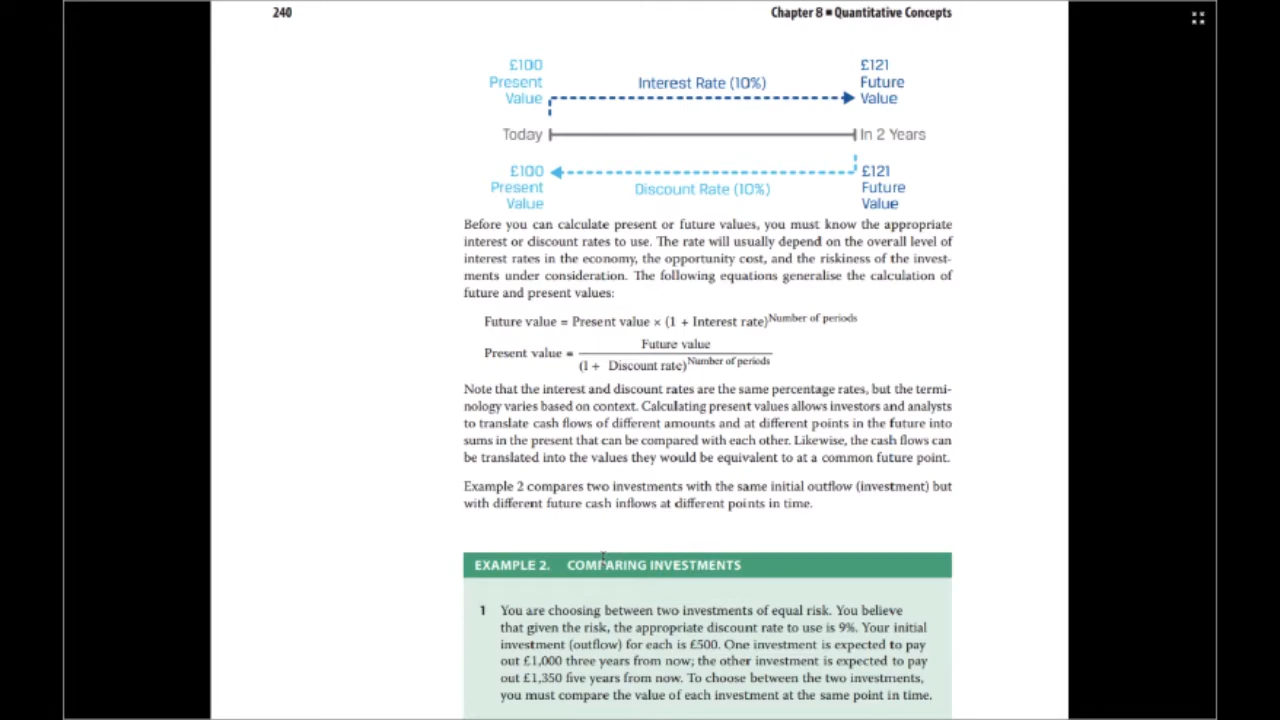 240
Chapter 8 ■ Quantitative Concepts
£100
Present
Value
Interest Rate (10%)
£121
Future
Value
Today
In 2 Years
£100
Present
Value
Discount Rate (10%)
£121
Future
Value
Before you can calculate present or future values, you must know the appropriate
interest or discount rates to use. The rate will usually depend on the overall level of
interest rates in the economy, the opportunity cost, and the riskiness of the invest-
ments under consideration. The following equations generalise the calculation of
future and present values:
Future value = Present value × (1 + Interest rate)^Number of periods
Present value = Future value
(1 + Discount rate)^Number of periods
Note that the interest and discount rates are the same percentage rates, but the termi-
nology varies based on context. Calculating present values allows investors and analysts
to translate cash flows of different amounts and at different points in the future into
sums in the present that can be compared with each other. Likewise, the cash flows can
be translated into the values they would be equivalent to at a common future point.
Example 2 compares two investments with the same initial outflow (investment) but
with different future cash inflows at different points in time.
EXAMPLE 2. COMPARING INVESTMENTS
1 You are choosing between two investments of equal risk. You believe
that given the risk, the appropriate discount rate to use is 9%. Your initial
investment (outflow) for each is £500. One investment is expected to pay
out £1,000 three years from now; the other investment is expected to pay
out £1,350 five years from now. To choose between the two investments,
you must compare the value of each investment at the same point in time.